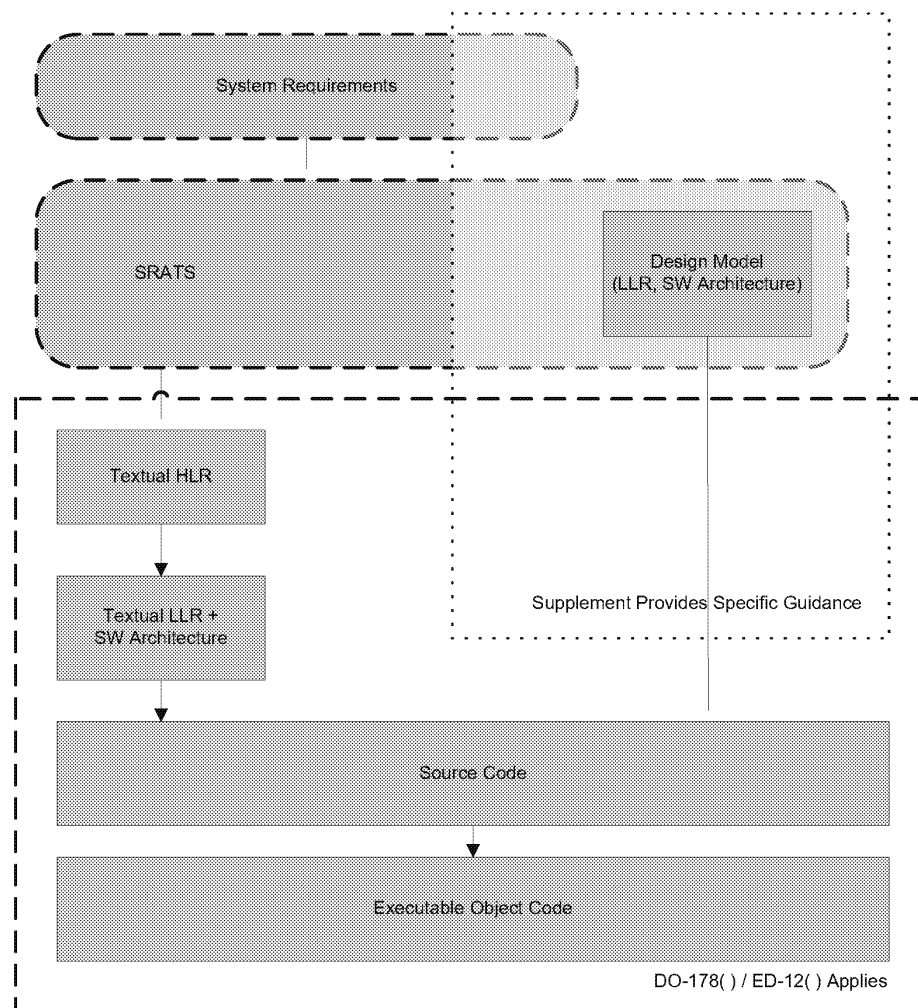 System Requirements
SRATS
Design Model
(LLR, SW Architecture)
Textual HLR
Textual LLR +
SW Architecture
Supplement Provides Specific Guidance
Source Code
Executable Object Code
DO-178( ) / ED-12( ) Applies